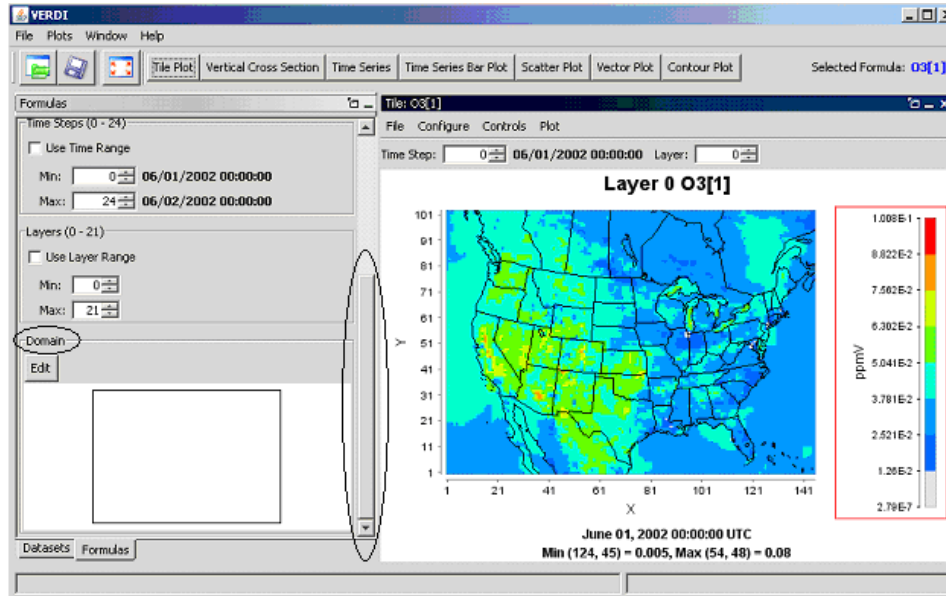 VERDI
File Plots Window Help
Tile Plot Vertical Cross Section Time Series Time Series Bar Plot Scatter Plot Vector Plot Contour Plot Selected Formula: O3[1]
Formulas
Time Steps (0 - 24)
Use Time Range
Min: 0 06/01/2002 00:00:00
Max: 24 06/02/2002 00:00:00
Layers (0 - 21)
Use Layer Range
Min: 0
Max: 21
Domain
Edit
Datasets Formulas
Tile: O3[1]
File Configure Controls Plot
Time Step: 0 06/01/2002 00:00:00 Layer: 0
Layer 0 O3[1]
101
91
81
71
61
51
41
31
21
11
1
Y
1 21 41 61 81 101 121 141
X
1.008E-1
8.822E-2
7.562E-2
6.302E-2
5.041E-2
3.781E-2
2.521E-2
1.26E-2
2.79E-7
ppmV
June 01, 2002 00:00:00 UTC
Min (124, 45) = 0.005, Max (54, 48) = 0.08